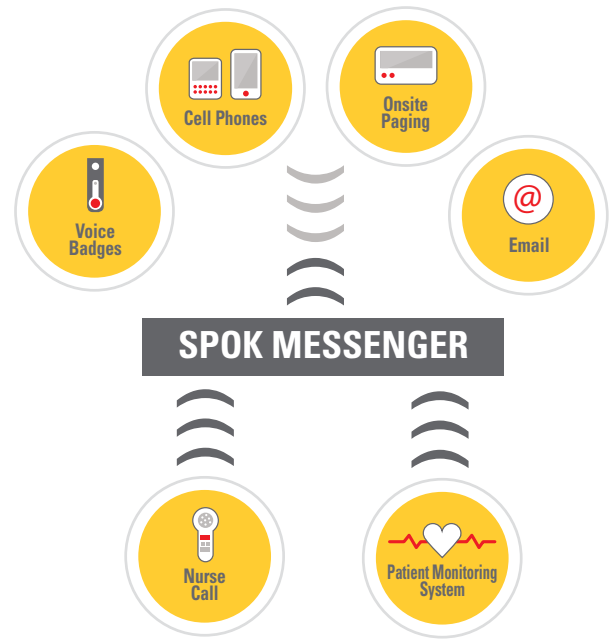 Cell Phones
Onsite
Paging
Voice
Badges
@
Email
SPOK MESSENGER
Nurse
Call
Patient Monitoring
System